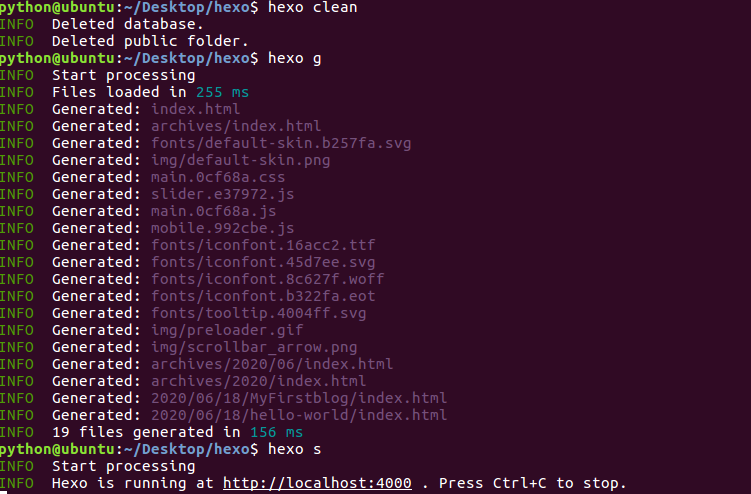 python@ubuntu:~/Desktop/hexo$ hexo clean
INFO  Deleted database.
INFO  Deleted public folder.
python@ubuntu:~/Desktop/hexo$ hexo g
INFO  Start processing
INFO  Files loaded in 255 ms
INFO  Generated: index.html
INFO  Generated: archives/index.html
INFO  Generated: fonts/default-skin.b257fa.svg
INFO  Generated: img/default-skin.png
INFO  Generated: main.0cf68a.css
INFO  Generated: slider.e37972.js
INFO  Generated: main.0cf68a.js
INFO  Generated: mobile.992cbe.js
INFO  Generated: fonts/iconfont.16acc2.ttf
INFO  Generated: fonts/iconfont.45d7ee.svg
INFO  Generated: fonts/iconfont.8c627f.woff
INFO  Generated: fonts/iconfont.b322fa.eot
INFO  Generated: fonts/tooltip.4004ff.svg
INFO  Generated: img/preloader.gif
INFO  Generated: img/scrollbar_arrow.png
INFO  Generated: archives/2020/06/index.html
INFO  Generated: archives/2020/index.html
INFO  Generated: 2020/06/18/MyFirstblog/index.html
INFO  Generated: 2020/06/18/hello-world/index.html
INFO  19 files generated in 156 ms
python@ubuntu:~/Desktop/hexo$ hexo s
INFO  Start processing
INFO  Hexo is running at http://localhost:4000 . Press Ctrl+C to stop.